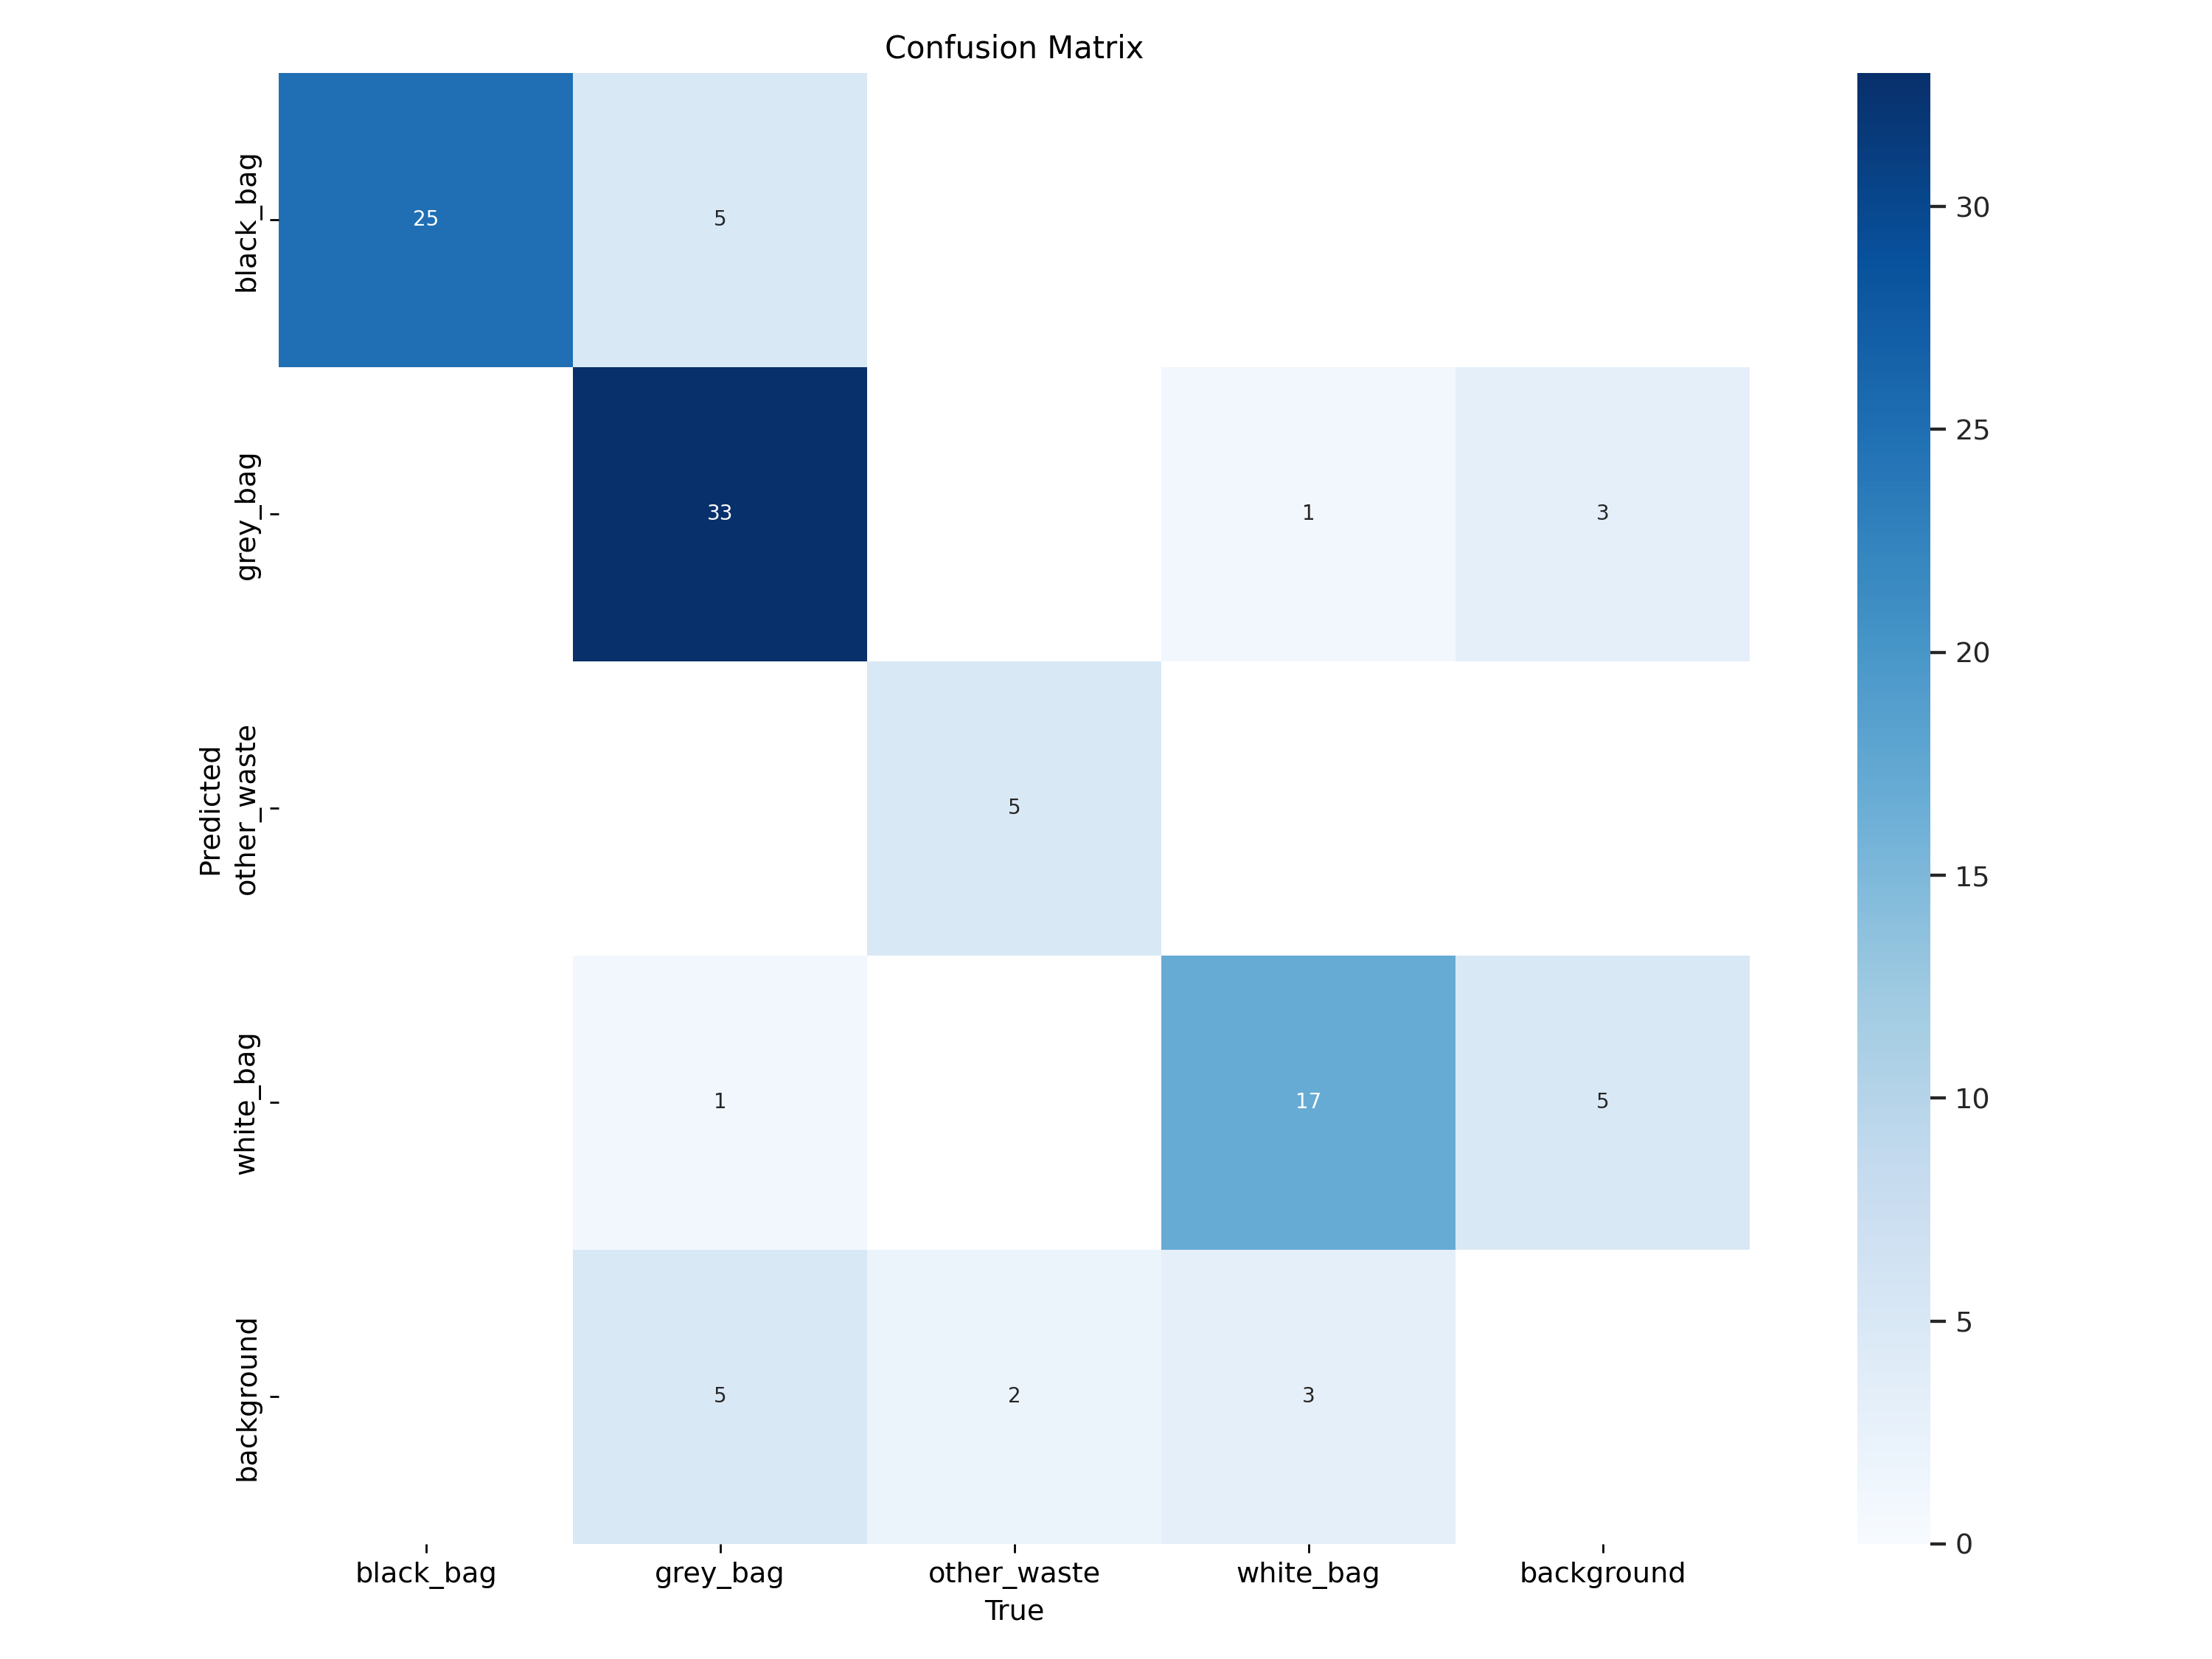 Confusion Matrix
black_bag
25
5
30
grey_bag
33
1
3
25
20
Predicted
other_waste
5
15
white_bag
1
17
5
10
background
5
2
3
5
0
black_bag
grey_bag
other_waste
white_bag
background
True